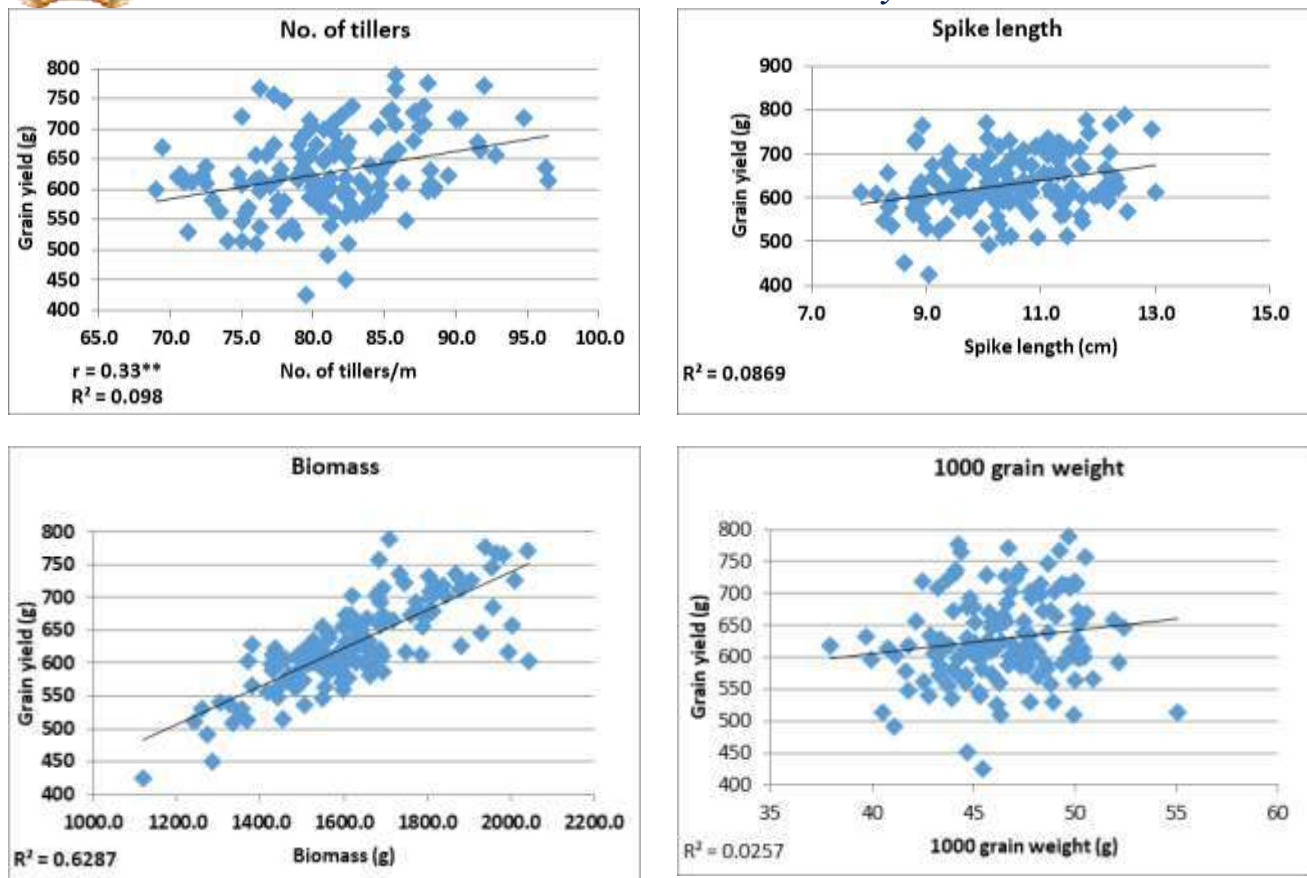 No. of tillers
800
750
700
650
600
550
500
450
400
Grain yield (g)
65.0 70.0 75.0 80.0 85.0 90.0 95.0 100.0
No. of tillers/m
r = 0.33**
R² = 0.098
Spike length
900
800
700
600
500
400
Grain yield (g)
7.0 9.0 11.0 13.0 15.0
Spike length (cm)
R² = 0.0869
Biomass
800
750
700
650
600
550
500
450
400
Grain yield (g)
1000.0 1200.0 1400.0 1600.0 1800.0 2000.0 2200.0
Biomass (g)
R² = 0.6287
1000 grain weight
800
750
700
650
600
550
500
450
400
Grain yield (g)
35 40 45 50 55 60
1000 grain weight (g)
R² = 0.0257